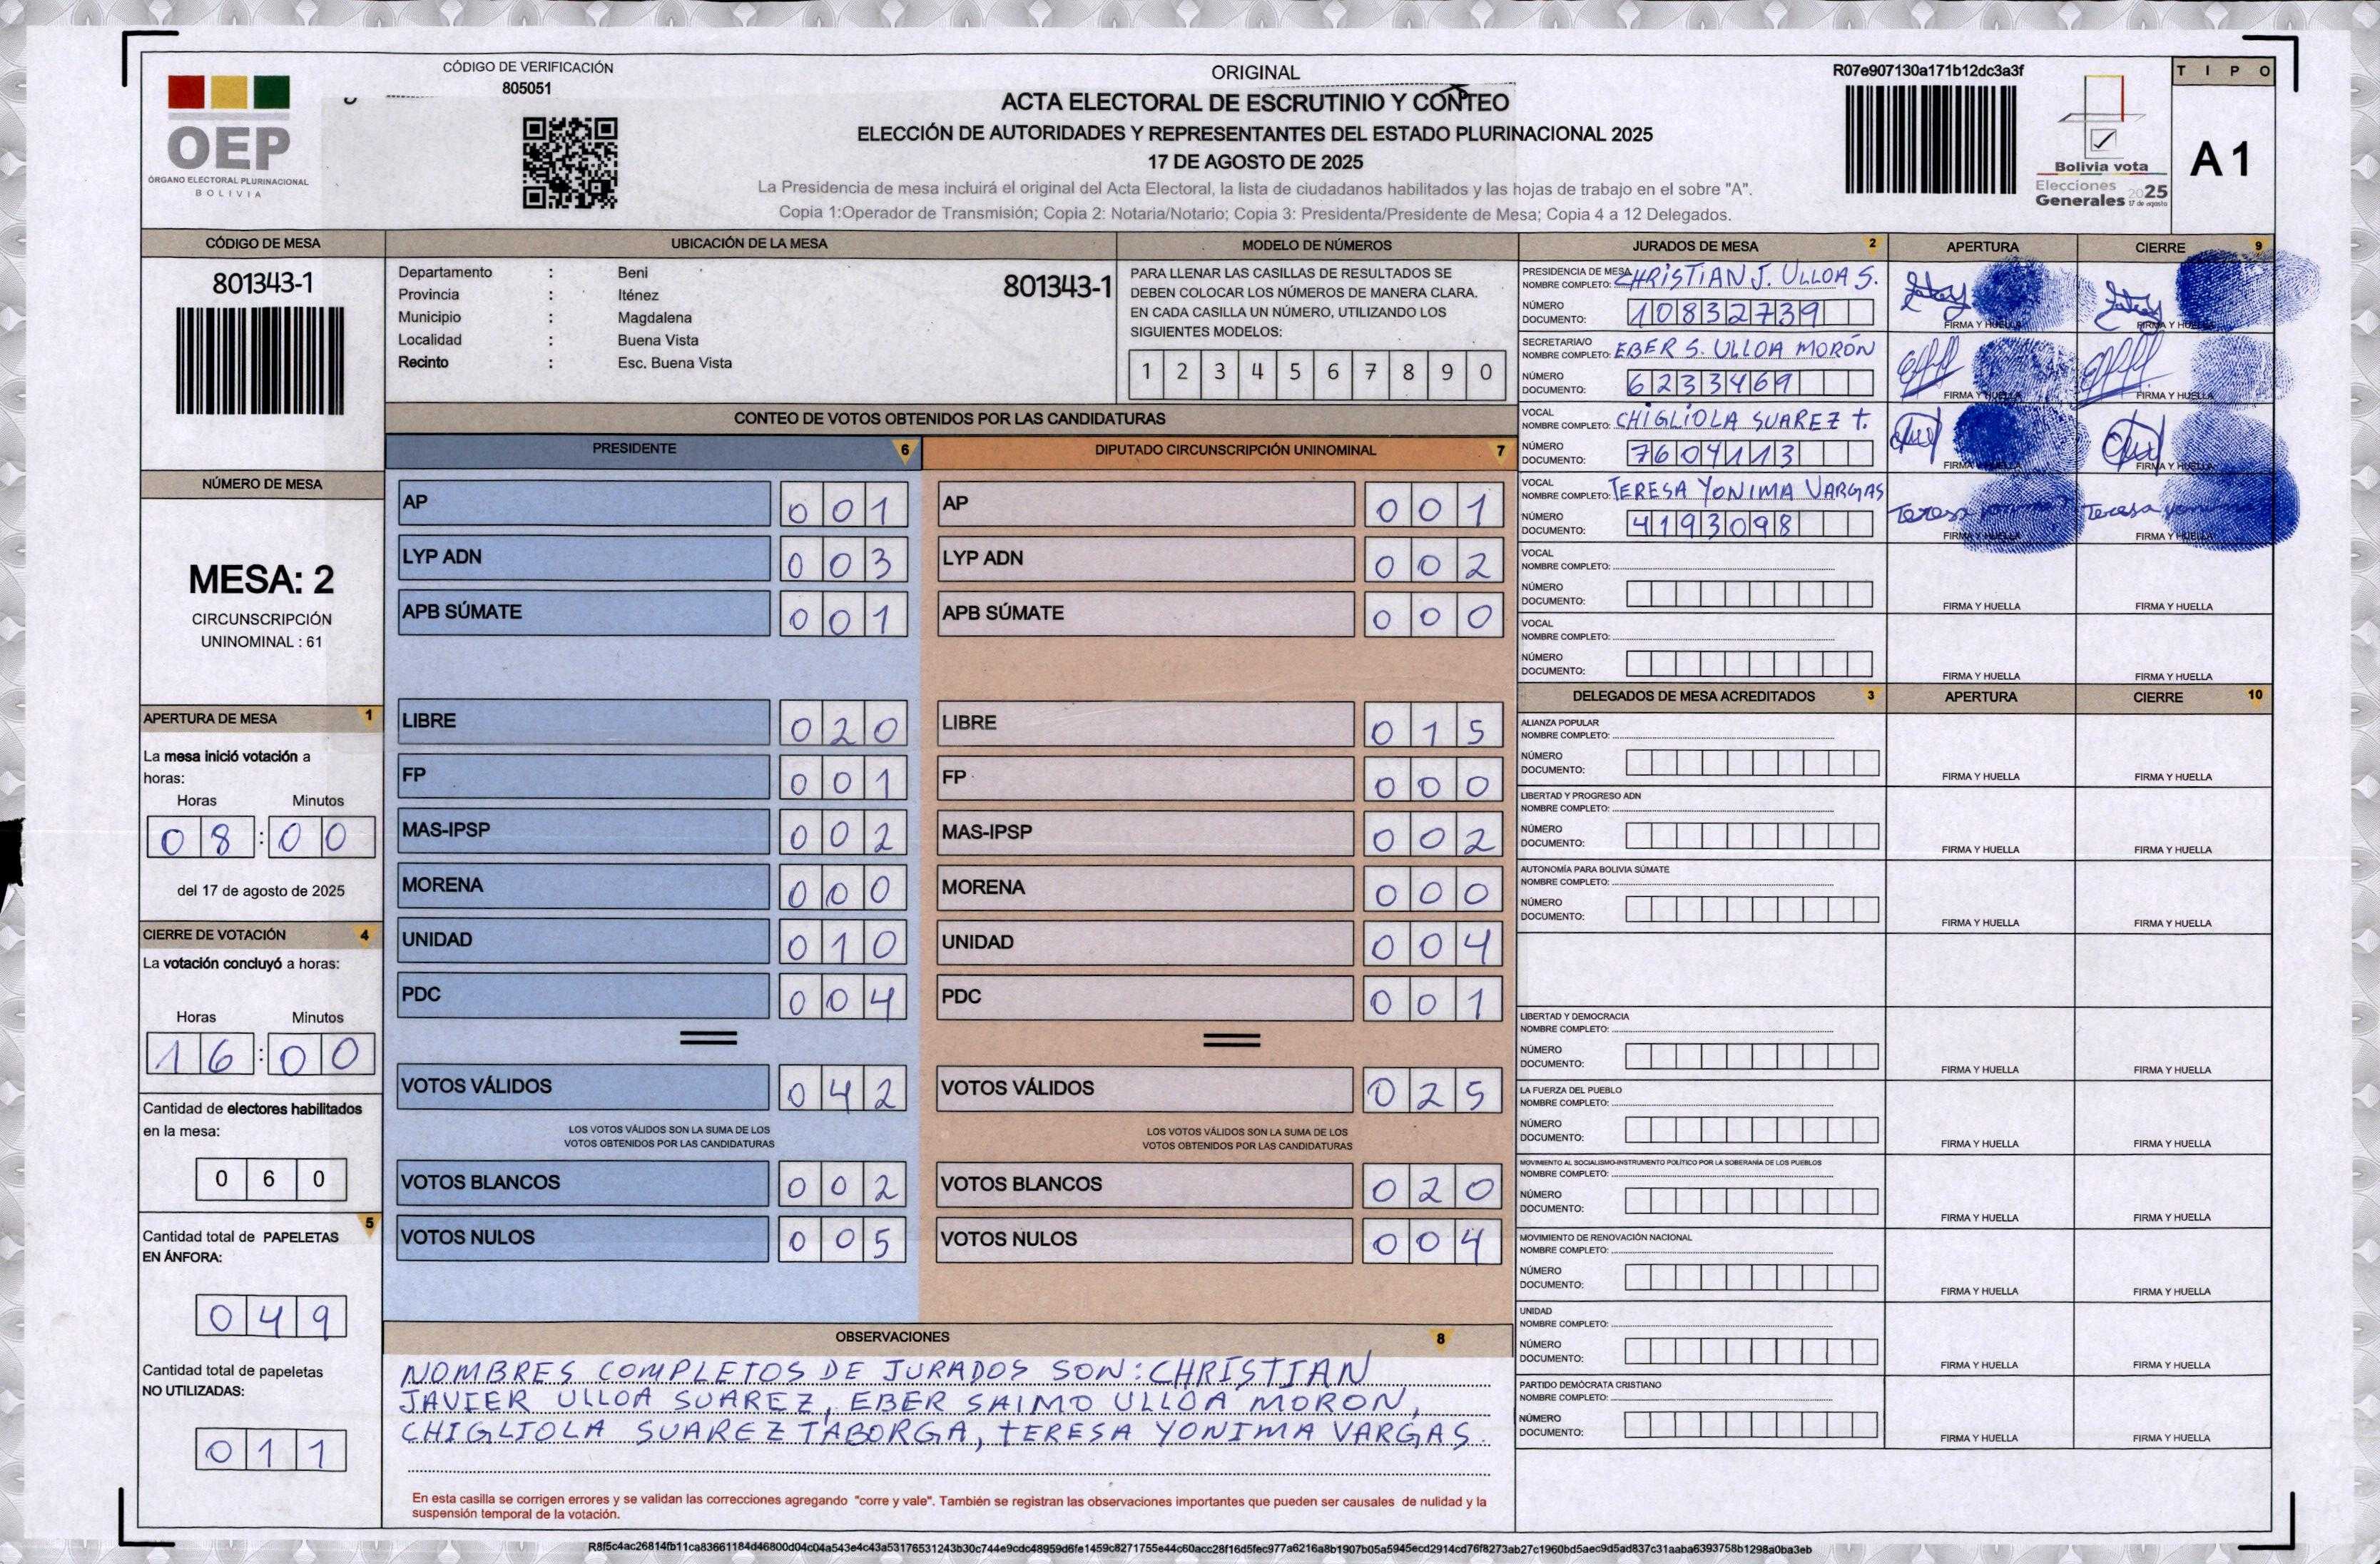 CÓDIGO DE VERIFICACIÓN
805051
OEP
ÓRGANO ELECTORAL PLURINACIONAL
BOLIVIA
ORIGINAL
ACTA ELECTORAL DE ESCRUTINIO Y CONTEO
ELECCIÓN DE AUTORIDADES Y REPRESENTANTES DEL ESTADO PLURINACIONAL 2025
17 DE AGOSTO DE 2025
La Presidencia de mesa incluirá el original del Acta Electoral, la lista de ciudadanos habilitados y las hojas de trabajo en el sobre "A".
Copia 1:Operador de Transmisión; Copia 2: Notaria/Notario; Copia 3: Presidenta/Presidente de Mesa; Copia 4 a 12 Delegados.
R07e907130a171b12dc3a3f
Bolivia vota
Elecciones
Generales 2025
17 de agosto
TIPO
A1
CÓDIGO DE MESA
801343-1
NÚMERO DE MESA
MESA: 2
CIRCUNSCRIPCIÓN
UNINOMINAL : 61
APERTURA DE MESA 1
La mesa inició votación a
horas:
Horas Minutos
08:00
del 17 de agosto de 2025
CIERRE DE VOTACIÓN 4
La votación concluyó a horas:
Horas Minutos
16:00
Cantidad de electores habilitados
en la mesa:
060
5
Cantidad total de PAPELETAS
EN ÁNFORA:
049
Cantidad total de papeletas
NO UTILIZADAS:
011
UBICACIÓN DE LA MESA
Departamento : Beni
Provincia : Iténez
Municipio : Magdalena
Localidad : Buena Vista
Recinto : Esc. Buena Vista
801343-1
MODELO DE NÚMEROS
PARA LLENAR LAS CASILLAS DE RESULTADOS SE
DEBEN COLOCAR LOS NÚMEROS DE MANERA CLARA.
EN CADA CASILLA UN NÚMERO, UTILIZANDO LOS
SIGUIENTES MODELOS:
1 2 3 4 5 6 7 8 9 0
CONTEO DE VOTOS OBTENIDOS POR LAS CANDIDATURAS
PRESIDENTE 6
AP 001
LYP ADN 003
APB SÚMATE 001
LIBRE 020
FP 001
MAS-IPSP 002
MORENA 000
UNIDAD 010
PDC 004
VOTOS VÁLIDOS 042
LOS VOTOS VÁLIDOS SON LA SUMA DE LOS
VOTOS OBTENIDOS POR LAS CANDIDATURAS
VOTOS BLANCOS 002
VOTOS NULOS 005
DIPUTADO CIRCUNSCRIPCIÓN UNINOMINAL 7
AP 001
LYP ADN 002
APB SÚMATE 000
LIBRE 015
FP 000
MAS-IPSP 002
MORENA 000
UNIDAD 004
PDC 001
VOTOS VÁLIDOS 025
LOS VOTOS VÁLIDOS SON LA SUMA DE LOS
VOTOS OBTENIDOS POR LAS CANDIDATURAS
VOTOS BLANCOS 020
VOTOS NULOS 004
OBSERVACIONES 8
NOMBRES COMPLETOS DE JURADOS SON: CHRISTIAN
JAVIER ULLOA SUAREZ, EBER SAIMO ULLOA MORON,
CHIGLIOLA SUAREZ TABORGA, TERESA YONIMA VARGAS.
En esta casilla se corrigen errores y se validan las correcciones agregando "corre y vale". También se registran las observaciones importantes que pueden ser causales de nulidad y la
suspensión temporal de la votación.
JURADOS DE MESA 2 APERTURA CIERRE 9
PRESIDENCIA DE MESA
NOMBRE COMPLETO: CHRISTIAN J. ULLOA S.
NÚMERO
DOCUMENTO: 10832739
FIRMA Y HUELLA FIRMA Y HUELLA
SECRETARIA/O
NOMBRE COMPLETO: EBER S. ULLOA MORÓN
NÚMERO
DOCUMENTO: 6233469
FIRMA Y HUELLA FIRMA Y HUELLA
VOCAL
NOMBRE COMPLETO: CHIGLIOLA SUAREZ T.
NÚMERO
DOCUMENTO: 7604113
FIRMA Y HUELLA FIRMA Y HUELLA
VOCAL
NOMBRE COMPLETO: TERESA YONIMA VARGAS
NÚMERO
DOCUMENTO: 4193098
Teresa Teresa
FIRMA Y HUELLA FIRMA Y HUELLA
VOCAL
NOMBRE COMPLETO:
NÚMERO
DOCUMENTO:
FIRMA Y HUELLA FIRMA Y HUELLA
VOCAL
NOMBRE COMPLETO:
NÚMERO
DOCUMENTO:
FIRMA Y HUELLA FIRMA Y HUELLA
DELEGADOS DE MESA ACREDITADOS 3 APERTURA CIERRE 10
ALIANZA POPULAR
NOMBRE COMPLETO:
NÚMERO
DOCUMENTO:
FIRMA Y HUELLA FIRMA Y HUELLA
LIBERTAD Y PROGRESO ADN
NOMBRE COMPLETO:
NÚMERO
DOCUMENTO:
FIRMA Y HUELLA FIRMA Y HUELLA
AUTONOMÍA PARA BOLIVIA SÚMATE
NOMBRE COMPLETO:
NÚMERO
DOCUMENTO:
FIRMA Y HUELLA FIRMA Y HUELLA
LIBERTAD Y DEMOCRACIA
NOMBRE COMPLETO:
NÚMERO
DOCUMENTO:
FIRMA Y HUELLA FIRMA Y HUELLA
LA FUERZA DEL PUEBLO
NOMBRE COMPLETO:
NÚMERO
DOCUMENTO:
FIRMA Y HUELLA FIRMA Y HUELLA
MOVIMIENTO AL SOCIALISMO-INSTRUMENTO POLÍTICO POR LA SOBERANÍA DE LOS PUEBLOS
NOMBRE COMPLETO:
NÚMERO
DOCUMENTO:
FIRMA Y HUELLA FIRMA Y HUELLA
MOVIMIENTO DE RENOVACIÓN NACIONAL
NOMBRE COMPLETO:
NÚMERO
DOCUMENTO:
FIRMA Y HUELLA FIRMA Y HUELLA
UNIDAD
NOMBRE COMPLETO:
NÚMERO
DOCUMENTO:
FIRMA Y HUELLA FIRMA Y HUELLA
PARTIDO DEMÓCRATA CRISTIANO
NOMBRE COMPLETO:
NÚMERO
DOCUMENTO:
FIRMA Y HUELLA FIRMA Y HUELLA